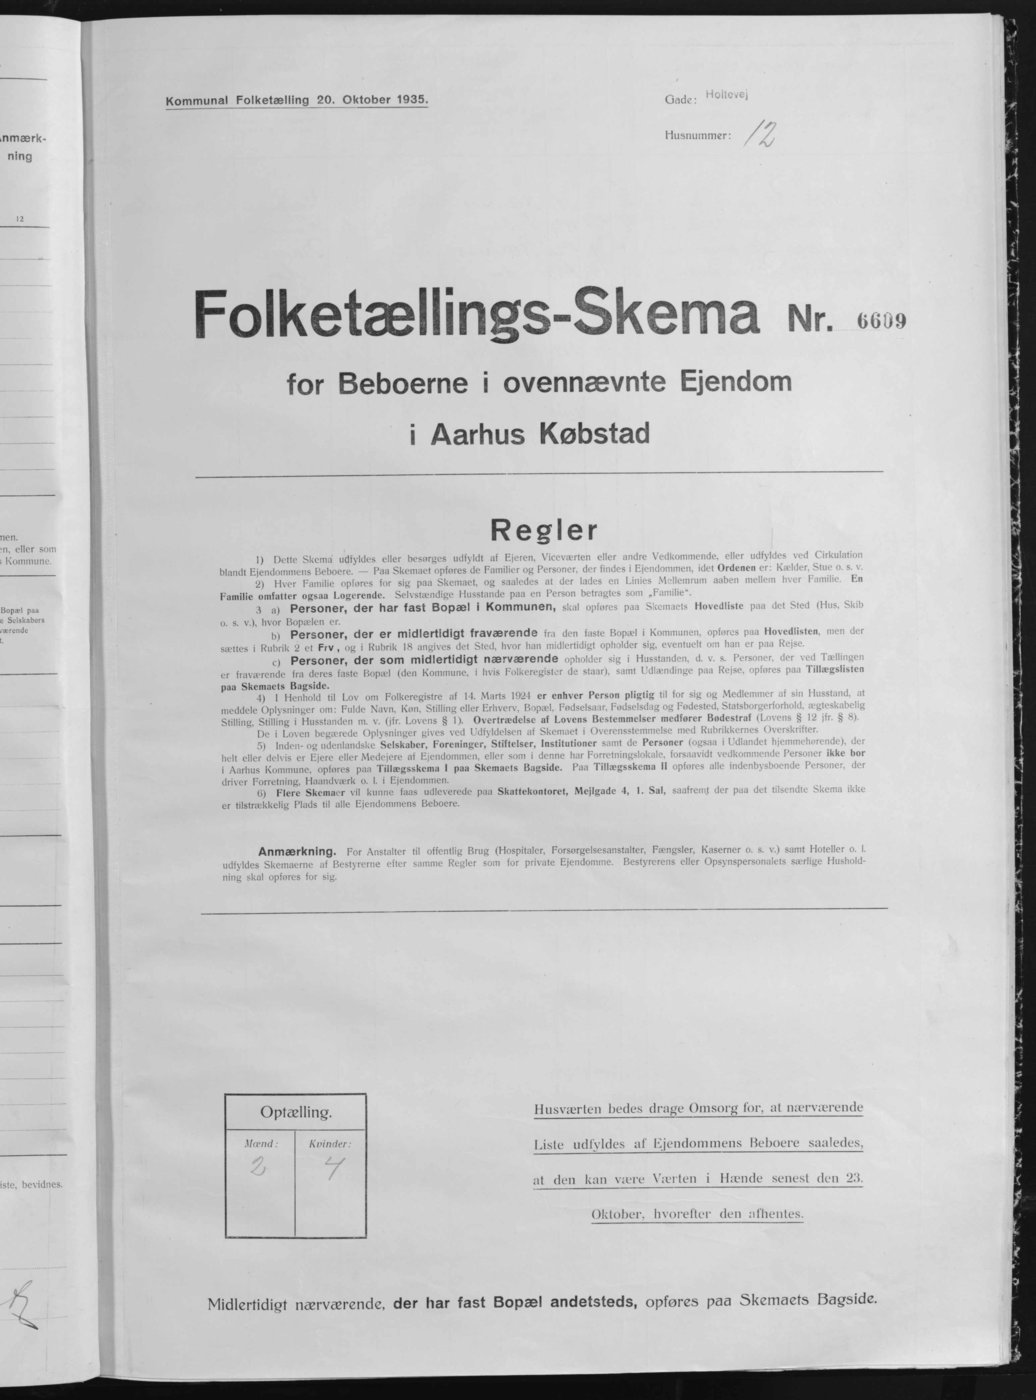 Anmærk-
ning
12
men.
en, eller som
s Kommune.
Bopæl paa
e Selskabers
værende
t.
iste, bevidnes.
Kommunal Folketælling 20. Oktober 1935.
Gade: Holtevej
Husnummer: 12
Folketællings-Skema Nr. 6609
for Beboerne i ovennævnte Ejendom
i Aarhus Købstad
Regler
1) Dette Skema udfyldes eller besørges udfyldt af Ejeren, Viceværten eller andre Vedkommende, eller udfyldes ved Cirkulation
blandt Ejendommens Beboere. — Paa Skemaet opføres de Familier og Personer, der findes i Ejendommen, idet Ordenen er: Kælder, Stue o. s. v.
2) Hver Familie opføres for sig paa Skemaet, og saaledes at der lades en Linies Mellemrum aaben mellem hver Familie. En
Familie omfatter ogsaa Logerende. Selvstændige Husstande paa en Person betragtes som „Familie".
3 a) Personer, der har fast Bopæl i Kommunen, skal opføres paa Skemaets Hovedliste paa det Sted (Hus, Skib
o. s. v.), hvor Bopælen er.
b) Personer, der er midlertidigt fraværende fra den faste Bopæl i Kommunen, opføres paa Hovedlisten, men der
sættes i Rubrik 2 et Frv, og i Rubrik 18 angives det Sted, hvor han midlertidigt opholder sig, eventuelt om han er paa Rejse.
c) Personer, der som midlertidigt nærværende opholder sig i Husstanden, d. v. s. Personer, der ved Tællingen
er fraværende fra deres faste Bopæl (den Kommune, i hvis Folkeregister de staar), samt Udlændinge paa Rejse, opføres paa Tillægslisten
paa Skemaets Bagside.
4) I Henhold til Lov om Folkeregistre af 14. Marts 1924 er enhver Person pligtig til for sig og Medlemmer af sin Husstand, at
meddele Oplysninger om: Fulde Navn, Køn, Stilling eller Erhverv, Bopæl, Fødselsaar, Fødselsdag og Fødested, Statsborgerforhold, ægteskabelig
Stilling, Stilling i Husstanden m. v. (jfr. Lovens § 1). Overtrædelse af Lovens Bestemmelser medfører Bødestraf (Lovens § 12 jfr. § 8).
De i Loven begærede Oplysninger gives ved Udfyldelsen af Skemaet i Overensstemmelse med Rubrikkernes Overskrifter.
5) Inden- og udenlandske Selskaber, Foreninger, Stiftelser, Institutioner samt de Personer (ogsaa i Udlandet hjemmehørende), der
helt eller delvis er Ejere eller Medejere af Ejendommen, eller som i denne har Forretningslokale, forsaavidt vedkommende Personer ikke bor
i Aarhus Kommune, opføres paa Tillægsskema I paa Skemaets Bagside. Paa Tillægsskema II opføres alle indenbysboende Personer, der
driver Forretning, Haandværk o. l. i Ejendommen.
6) Flere Skemaer vil kunne faas udleverede paa Skattekontoret, Mejlgade 4, 1. Sal, saafremt der paa det tilsendte Skema ikke
er tilstrækkelig Plads til alle Ejendommens Beboere.
Anmærkning. For Anstalter til offentlig Brug (Hospitaler, Forsørgelsesanstalter, Fængsler, Kaserner o. s. v.) samt Hoteller o. l.
udfyldes Skemaerne af Bestyrerne efter samme Regler som for private Ejendomme. Bestyrerens eller Opsynspersonalets særlige Hushold-
ning skal opføres for sig.
Optælling.
Mænd: Kvinder:
2 4
Husværten bedes drage Omsorg for, at nærværende
Liste udfyldes af Ejendommens Beboere saaledes,
at den kan være Værten i Hænde senest den 23.
Oktober, hvorefter den afhentes.
Midlertidigt nærværende, der har fast Bopæl andetsteds, opføres paa Skemaets Bagside.